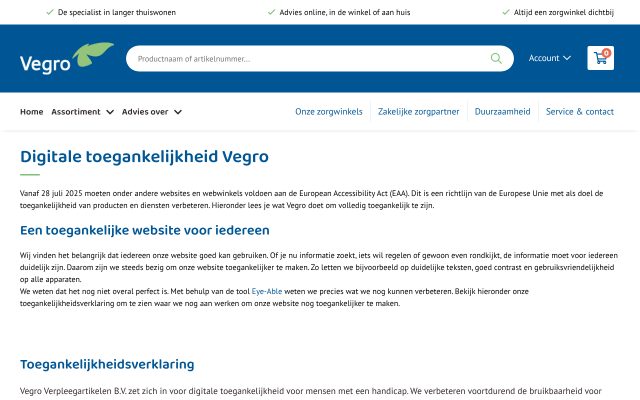 De specialist in langer thuiswonen
Advies online, in de winkel of aan huis
Altijd een zorgwinkel dichtbij
Vegro
Productnaam of artikelnummer...
Account
0
Home
Assortiment
Advies over
Onze zorgwinkels
Zakelijke zorgpartner
Duurzaamheid
Service & contact
Digitale toegankelijkheid Vegro
Vanaf 28 juli 2025 moeten onder andere websites en webwinkels voldoen aan de European Accessibility Act (EAA). Dit is een richtlijn van de Europese Unie met als doel de
toegankelijkheid van producten en diensten verbeteren. Hieronder lees je wat Vegro doet om volledig toegankelijk te zijn.
Een toegankelijke website voor iedereen
Wij vinden het belangrijk dat iedereen onze website goed kan gebruiken. Of je nu informatie zoekt, iets wil regelen of gewoon even rondkijkt, de informatie moet voor iedereen
duidelijk zijn. Daarom zijn we steeds bezig om onze website toegankelijker te maken. Zo letten we bijvoorbeeld op duidelijke teksten, goed contrast en gebruiksvriendelijkheid
op alle apparaten.
We weten dat het nog niet overal perfect is. Met behulp van de tool Eye-Able weten we precies wat we nog kunnen verbeteren. Bekijk hieronder onze
toegankelijkheidsverklaring om te zien waar we nog aan werken om onze website nog toegankelijker te maken.
Toegankelijkheidsverklaring
Vegro Verpleegartikelen B.V. zet zich in voor digitale toegankelijkheid voor mensen met een handicap. We verbeteren voortdurend de bruikbaarheid voor